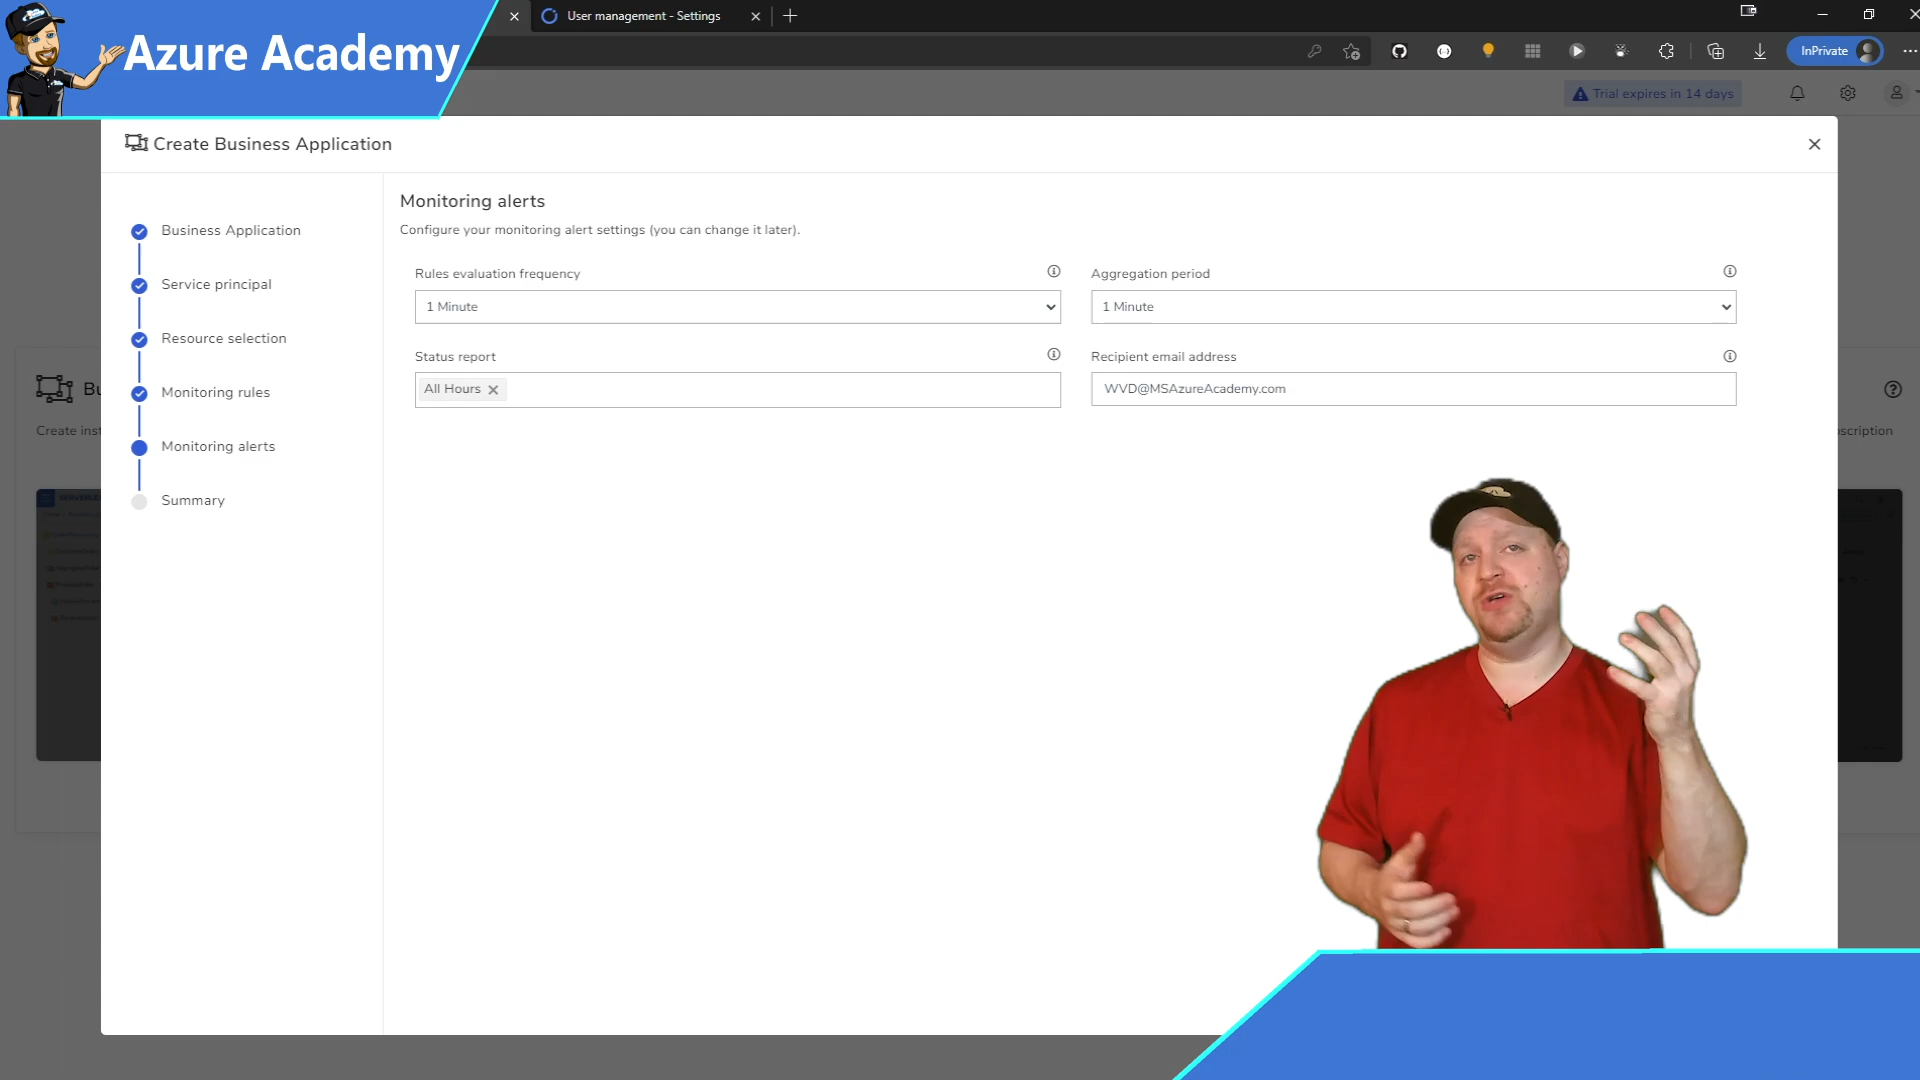 User management - Settings
Azure Academy
InPrivate
Trial expires in 14 days
Create Business Application
Monitoring alerts
Configure your monitoring alert settings (you can change it later).
Business Application
Service principal
Resource selection
Monitoring rules
Monitoring alerts
Summary
Rules evaluation frequency
1 Minute
Aggregation period
1 Minute
Status report
All Hours
Recipient email address
WVD@MSAzureAcademy.com